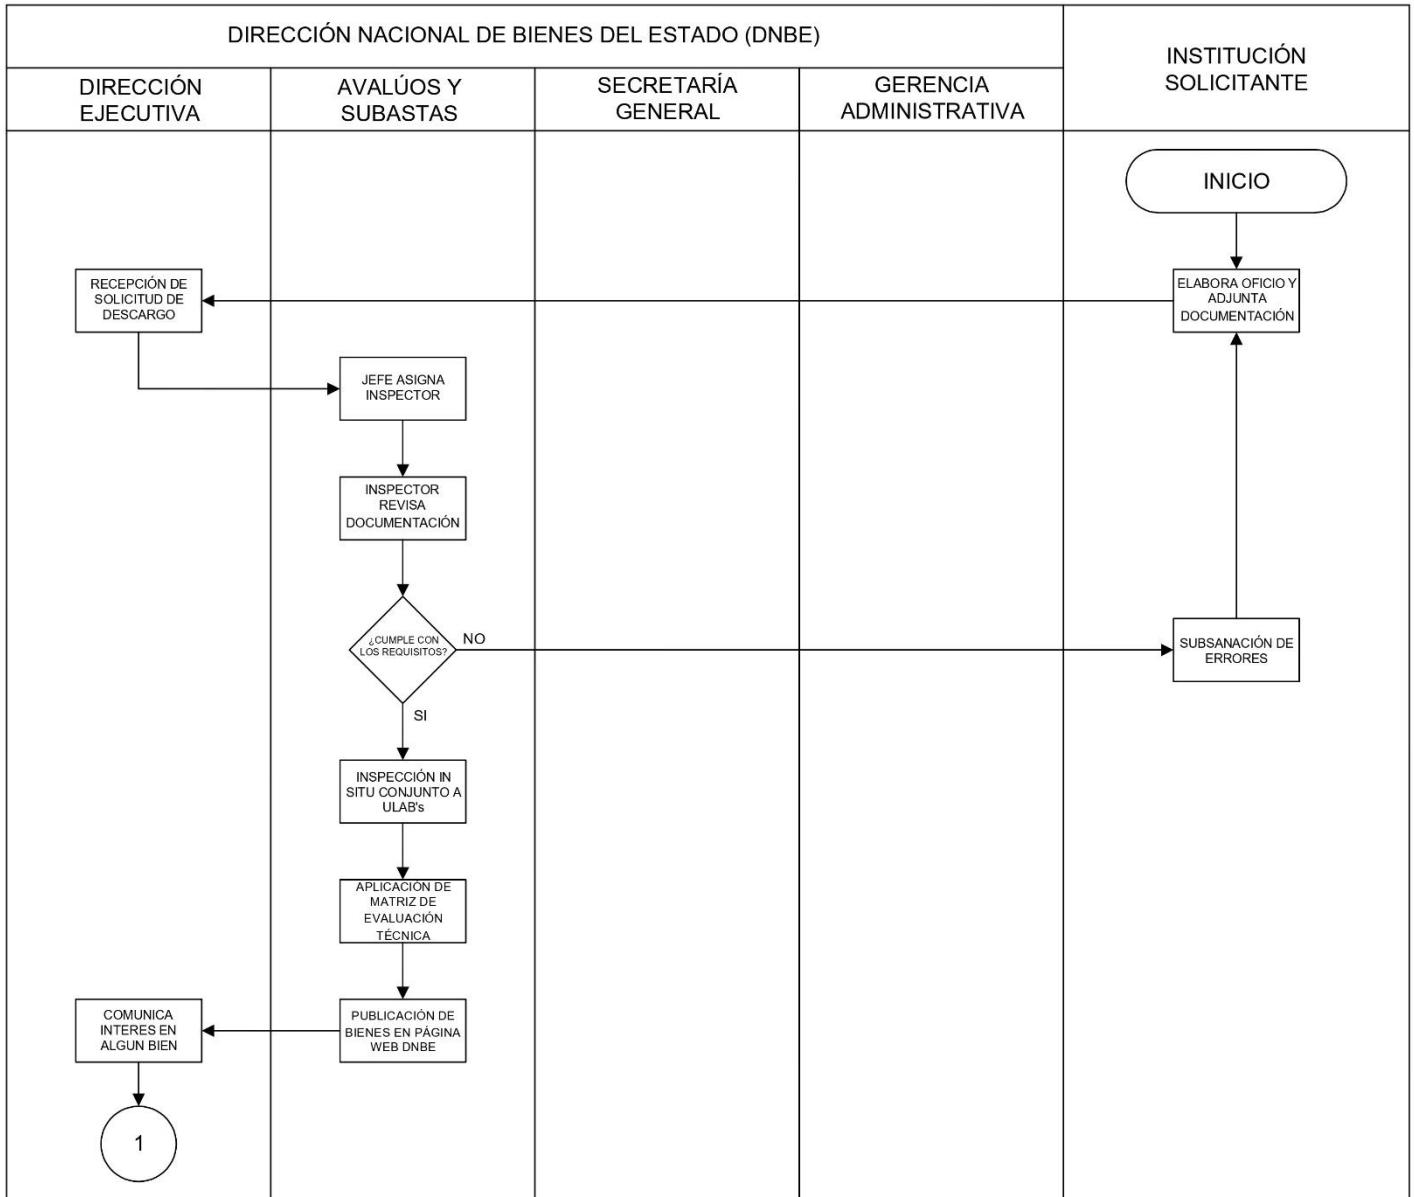 DIRECCIÓN NACIONAL DE BIENES DEL ESTADO (DNBE)
INSTITUCIÓN
SOLICITANTE
DIRECCIÓN
EJECUTIVA
AVALÚOS Y
SUBASTAS
SECRETARÍA
GENERAL
GERENCIA
ADMINISTRATIVA
INICIO
ELABORA OFICIO Y
ADJUNTA
DOCUMENTACIÓN
RECEPCIÓN DE
SOLICITUD DE
DESCARGO
JEFE ASIGNA
INSPECTOR
INSPECTOR
REVISA
DOCUMENTACIÓN
¿CUMPLE CON
LOS REQUISITOS?
NO
SUBSANACIÓN DE
ERRORES
SI
INSPECCIÓN IN
SITU CONJUNTO A
ULAB's
APLICACIÓN DE
MATRIZ DE
EVALUACIÓN
TÉCNICA
PUBLICACIÓN DE
BIENES EN PÁGINA
WEB DNBE
COMUNICA
INTERES EN
ALGUN BIEN
1